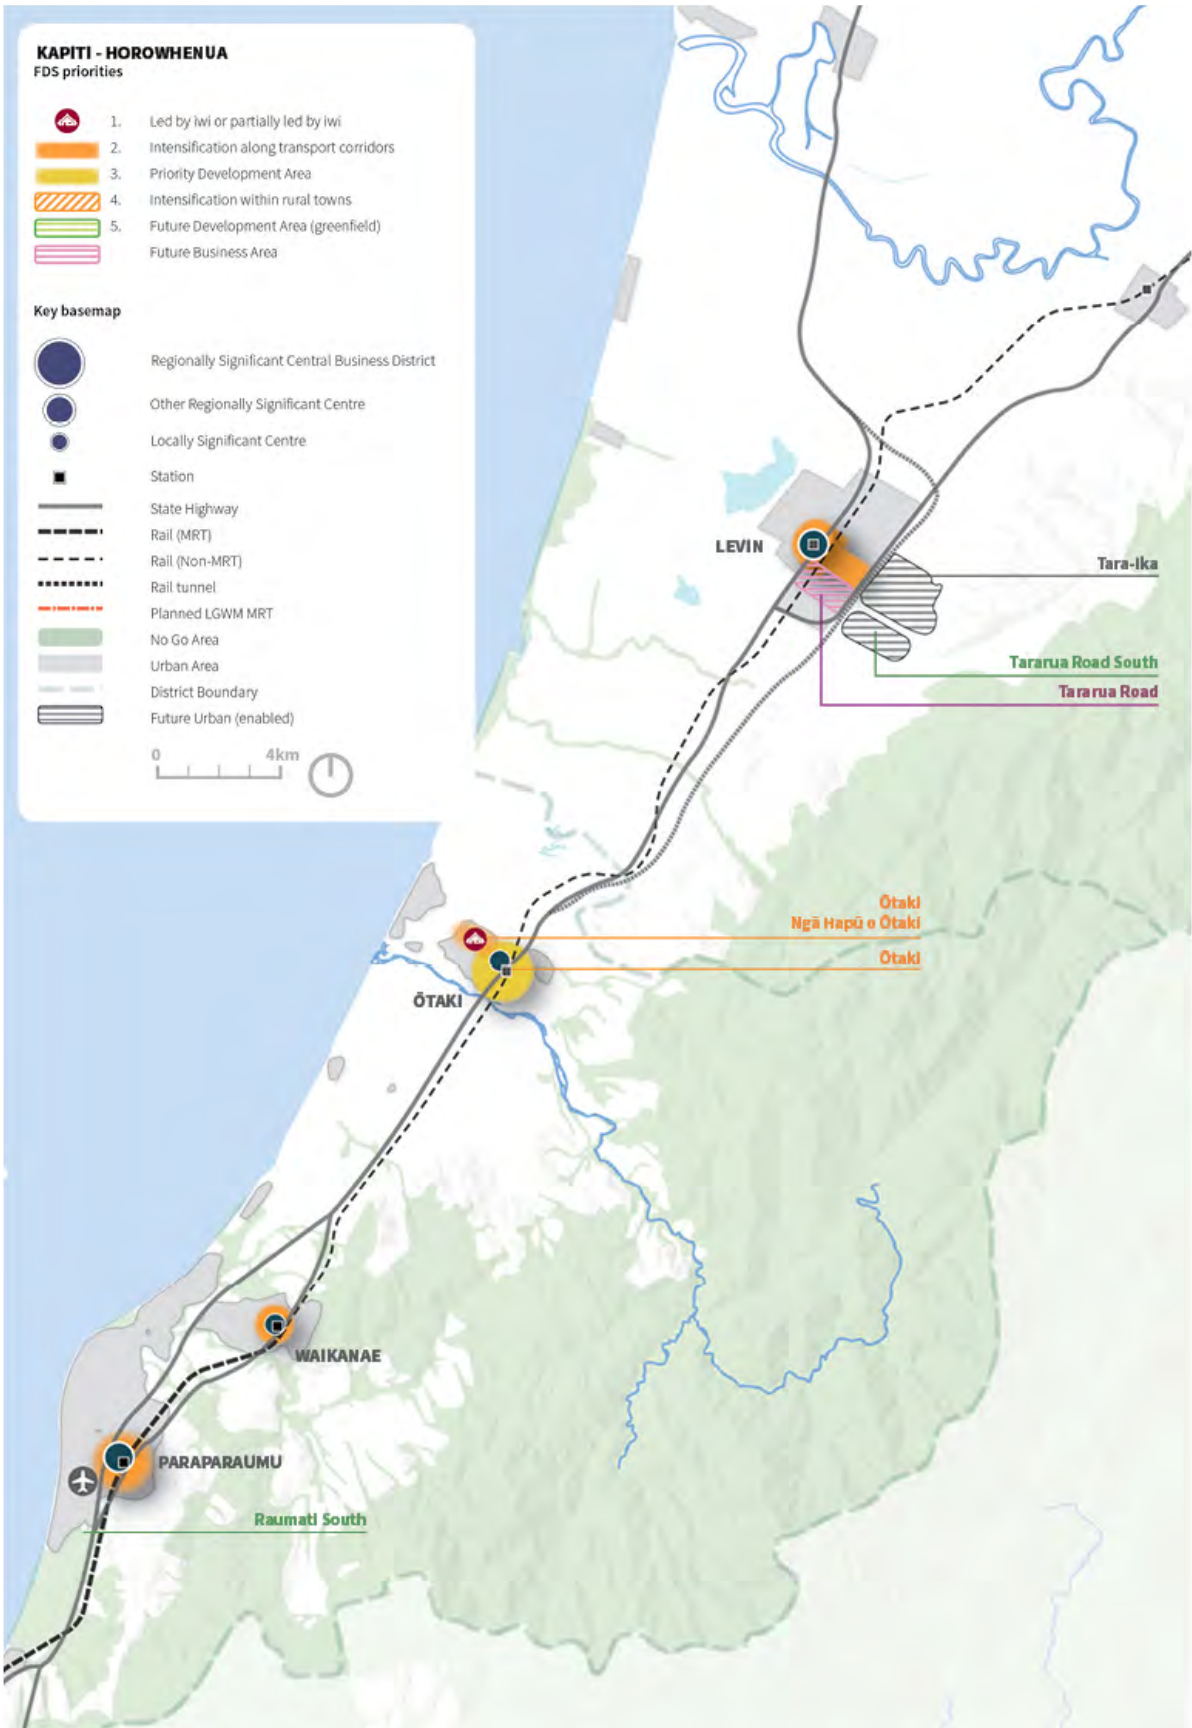 KAPITI - HOROWHENUA
FDS priorities
1. Led by iwi or partially led by iwi
2. Intensification along transport corridors
3. Priority Development Area
4. Intensification within rural towns
5. Future Development Area (greenfield)
Future Business Area
Key basemap
Regionally Significant Central Business District
Other Regionally Significant Centre
Locally Significant Centre
Station
State Highway
Rail (MRT)
Rail (Non-MRT)
Rail tunnel
Planned LGWM MRT
No Go Area
Urban Area
District Boundary
Future Urban (enabled)
0 4km
LEVIN
Tara-Ika
Tararua Road South
Tararua Road
Ōtaki
Ngā Hapū o Ōtaki
Ōtaki
ŌTAKI
WAIKANAE
PARAPARAUMU
Raumati South